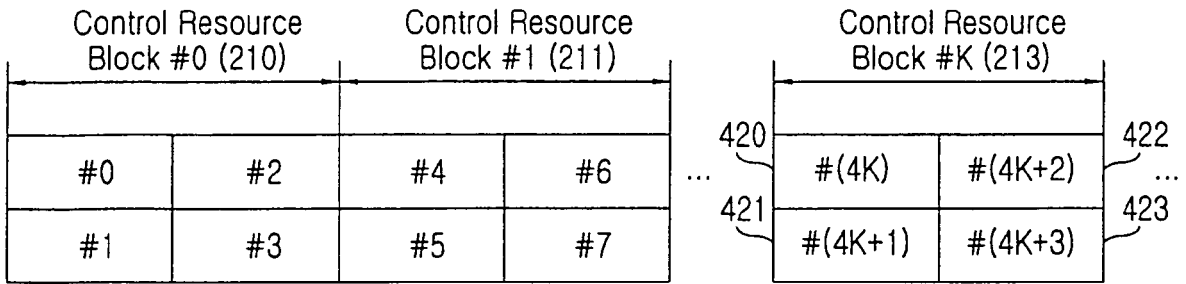 Control Resource
Block #0 (210)
Control Resource
Block #1 (211)
Control Resource
Block #K (213)
#0 #2 #4 #6 ... 420 #(4K) #(4K+2) 422 ...
#1 #3 #5 #7 421 #(4K+1) #(4K+3) 423